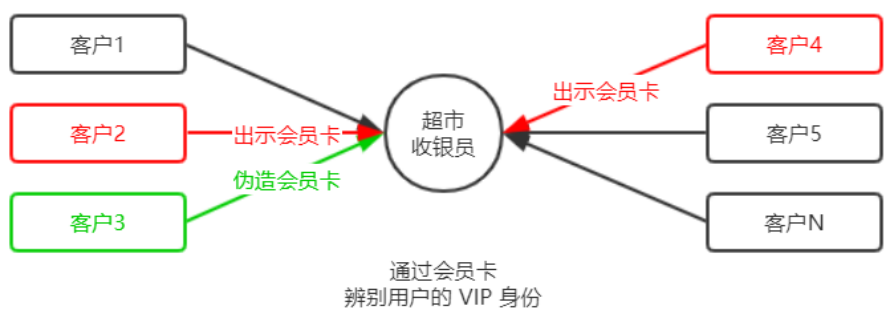 客户1
客户2
客户3
出示会员卡
伪造会员卡
超市
收银员
出示会员卡
客户4
客户5
客户N
通过会员卡
辨别用户的 VIP 身份